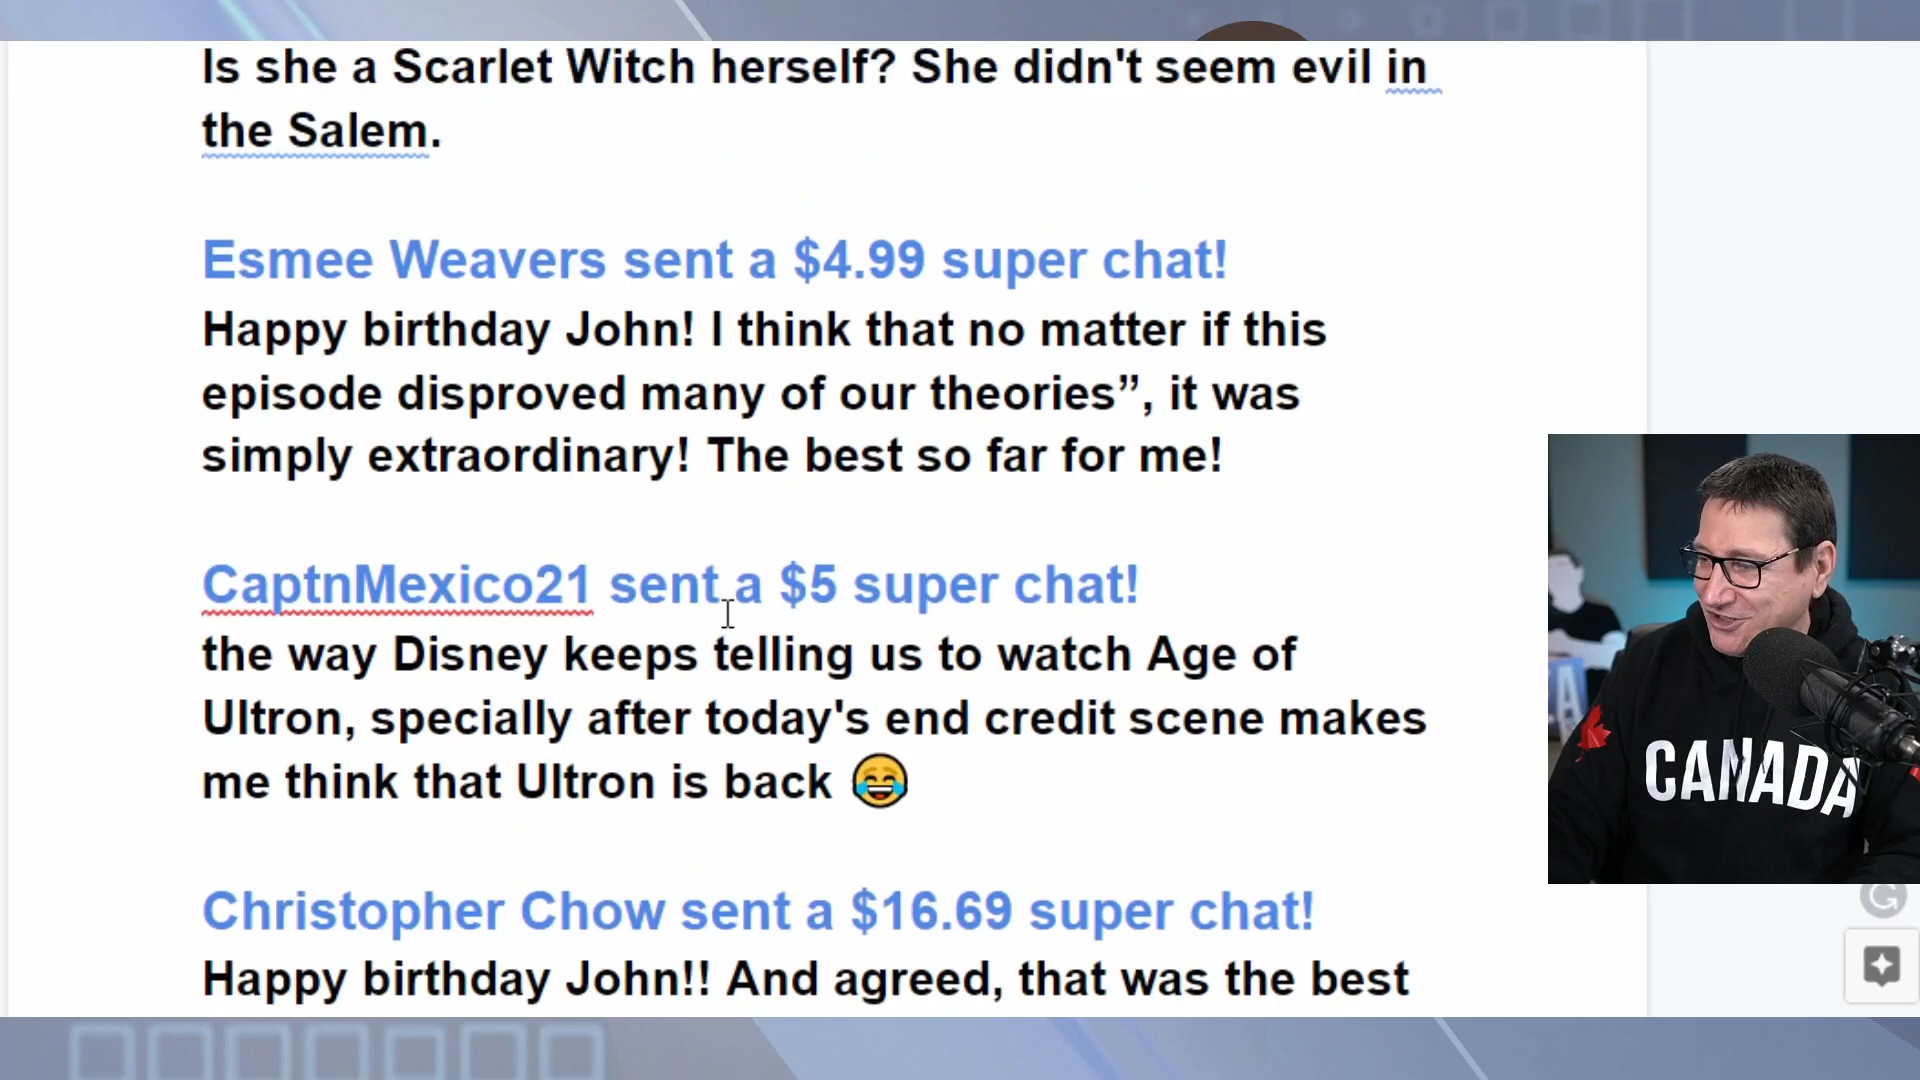 Is she a Scarlet Witch herself? She didn't seem evil in
the Salem.
Esmee Weavers sent a $4.99 super chat!
Happy birthday John! I think that no matter if this
episode disproved many of our theories”, it was
simply extraordinary! The best so far for me!
CaptnMexico21 sent a $5 super chat!
the way Disney keeps telling us to watch Age of
Ultron, specially after today's end credit scene makes
me think that Ultron is back 😂
Christopher Chow sent a $16.69 super chat!
Happy birthday John!! And agreed, that was the best
CANADA